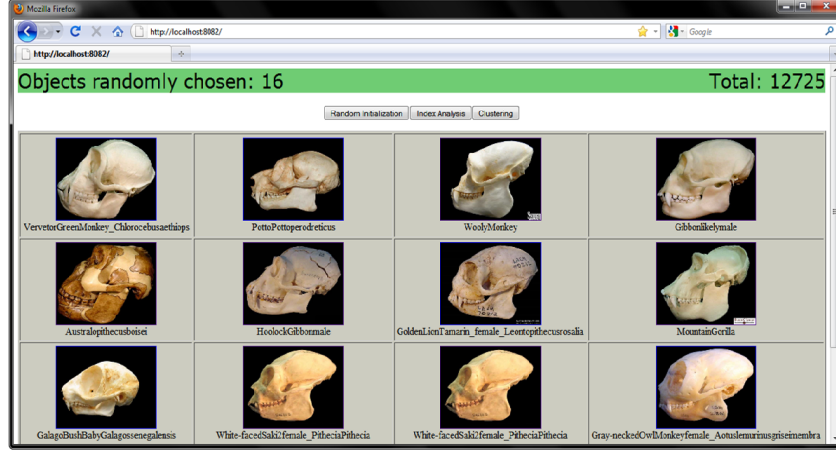 Mozilla Firefox
http://localhost:8082/
Google
http://localhost:8082/
Objects randomly chosen: 16 Total: 12725
Random Initialization Index Analysis Clustering
VervetorGreenMonkey_Chlorocebusaethiops PottoPottoperodreticus WoolyMonkey Gibbonlikelymale
Australopithecusboisei HoolockGibbonmale GoldenLionTamarin_female_Leontopithecusrosalia MountainGorilla
GalagoBushBabyGalagossenegalensis White-facedSaki2female_PitheciaPithecia White-facedSaki2female_PitheciaPithecia Gray-neckedOwlMonkeyfemale_Aotuslemurinusgriseimembra